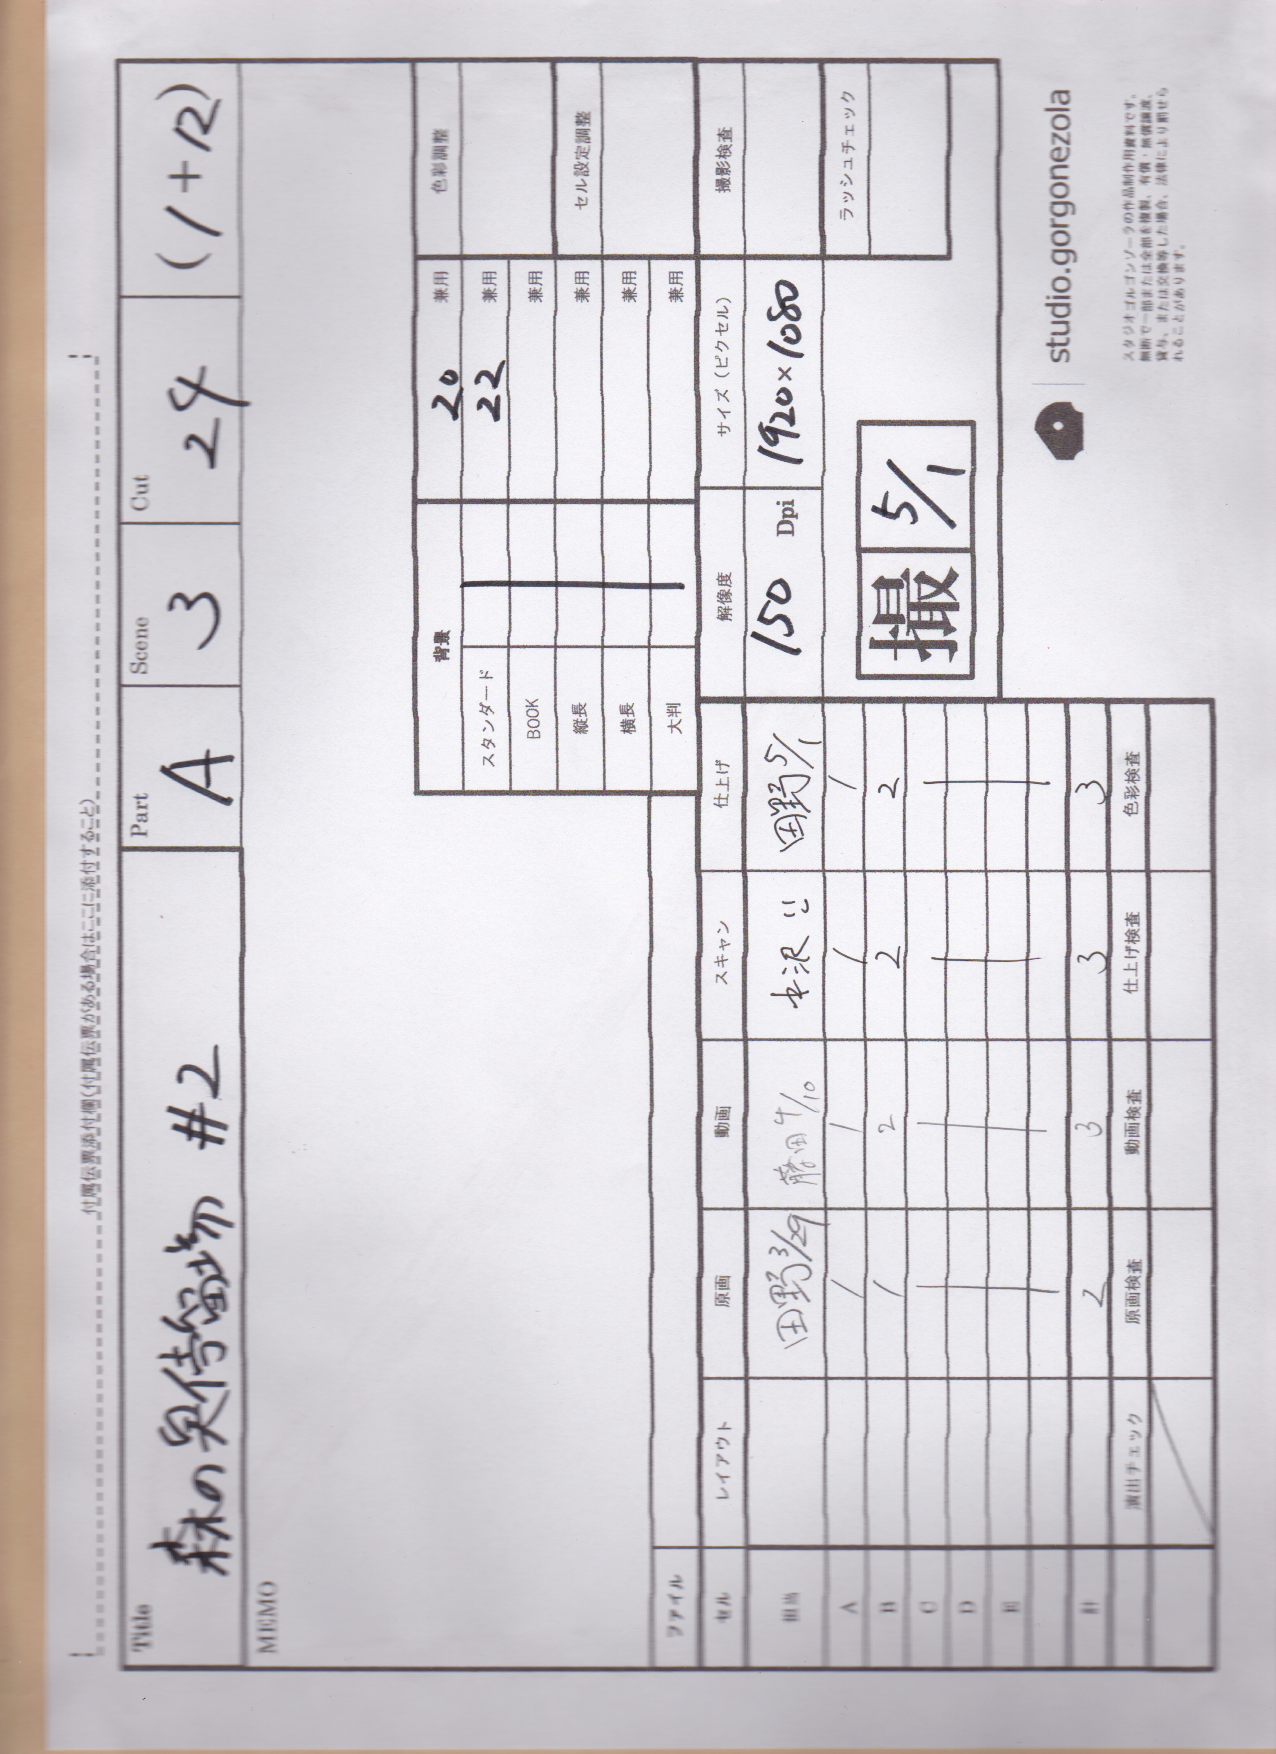 付属伝票添付欄(付属伝票がある場合はここに添付すること)
Title 森の臭停留場 #2
Part A
Scene 3
Cut 24
(1+12)
MEMO
背景 20 兼用
スタンダード 22 兼用
BOOK 兼用
縦長 兼用
横長 兼用
大判 兼用
色彩調整
セル設定調整
ファイル
セル レイアウト 原画 動画 スキャン 仕上げ
担当 田野 3/29 藤田 4/10 田野 5/1
A 1 1 1 1
B 1 2 2 2
C
D
E
計 2 3 3 3
演出チェック 原画検査 動画検査 仕上げ検査 色彩検査
解像度 サイズ(ピクセル) 撮影検査
150 Dpi 1920×1080
ラッシュチェック
撮 5/1
studio.gorgonezola
スタジオゴルゴンゾーラの作品制作用資料です。
無断で一部または全部を複製、有償・無償譲渡、
貸与、または交換等した場合、法律により罰せら
れることがあります。